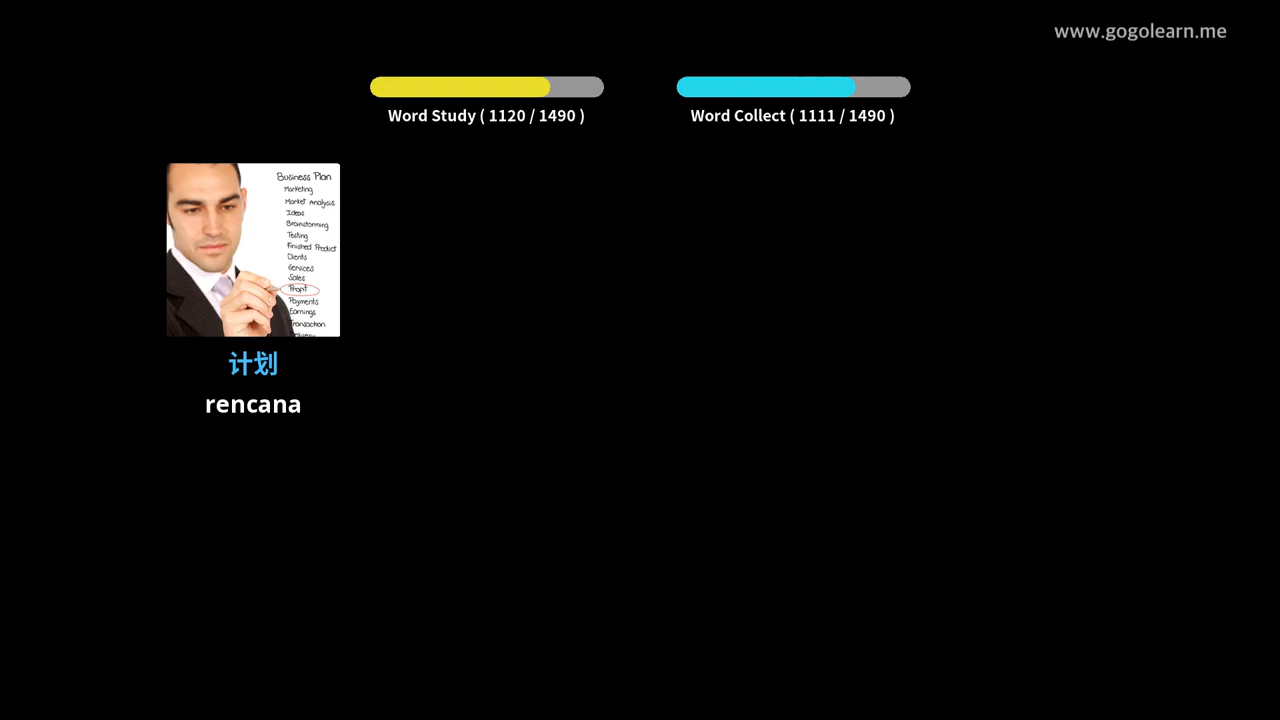 www.gogolearn.me
Word Study ( 1120 / 1490 )
Word Collect ( 1111 / 1490 )
Business Plan
Marketing
Market Analysis
Ideas
Brainstorming
Testing
Finished Product
Clients
Services
Sales
Profit
Payments
Earnings
Transaction
计划
rencana